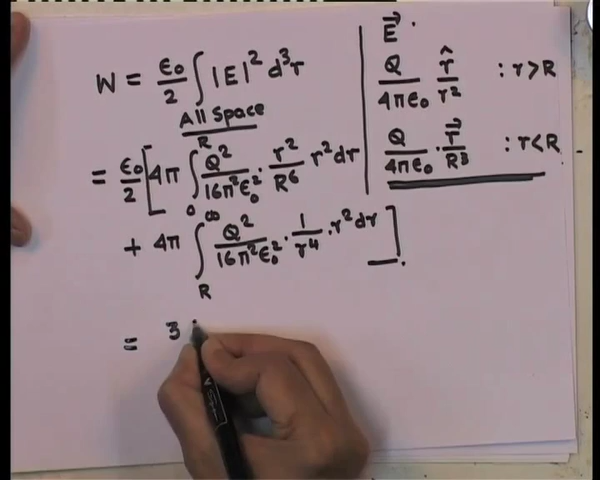 W = ε₀/2 ∫ |E|² d³r
All Space
= ε₀/2 [ 4π ∫₀ᴿ Q²/16π²ε₀² · r²/R⁶ r² dr
+ 4π ∫_R^∞ Q²/16π²ε₀² · 1/r⁴ · r² dr ].
= 3
E⃗ .
Q/4πε₀ r̂/r² : r>R
Q/4πε₀ · r⃗/R³ : r<R